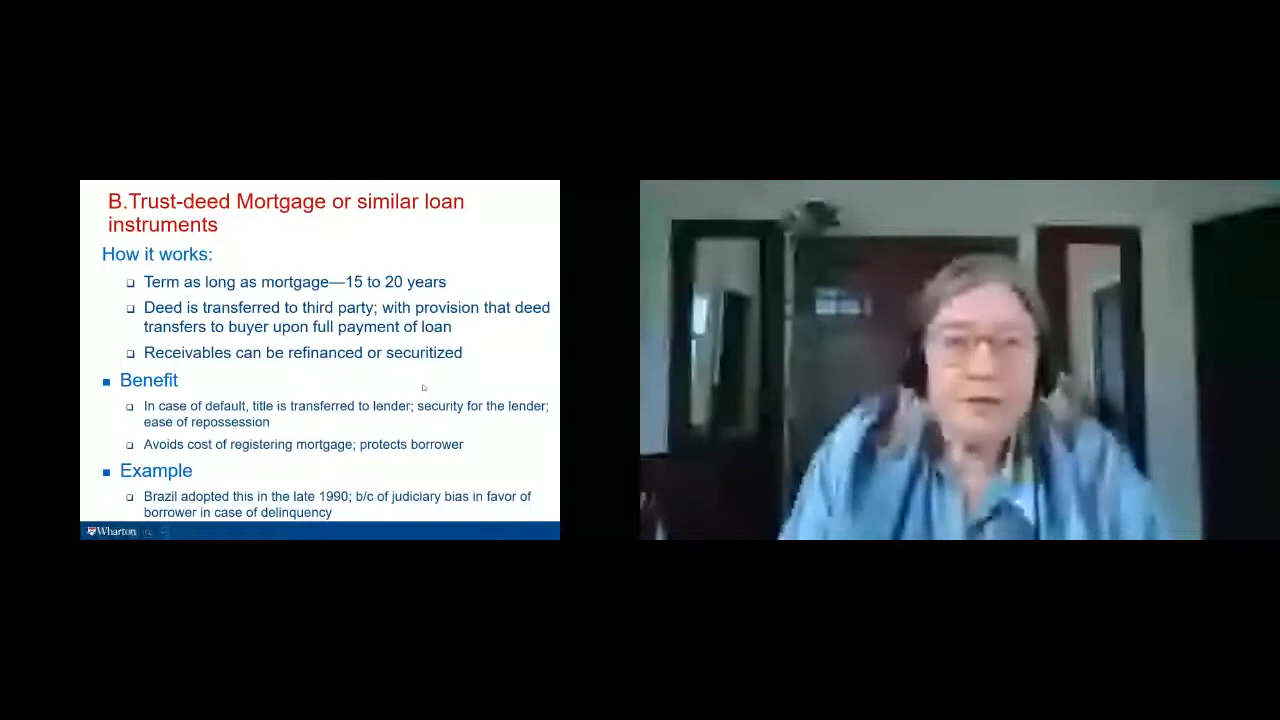 B.Trust-deed Mortgage or similar loan
instruments
How it works:
Term as long as mortgage—15 to 20 years
Deed is transferred to third party; with provision that deed
transfers to buyer upon full payment of loan
Receivables can be refinanced or securitized
Benefit
In case of default, title is transferred to lender; security for the lender;
ease of repossession
Avoids cost of registering mortgage; protects borrower
Example
Brazil adopted this in the late 1990; b/c of judiciary bias in favor of
borrower in case of delinquency
Wharton